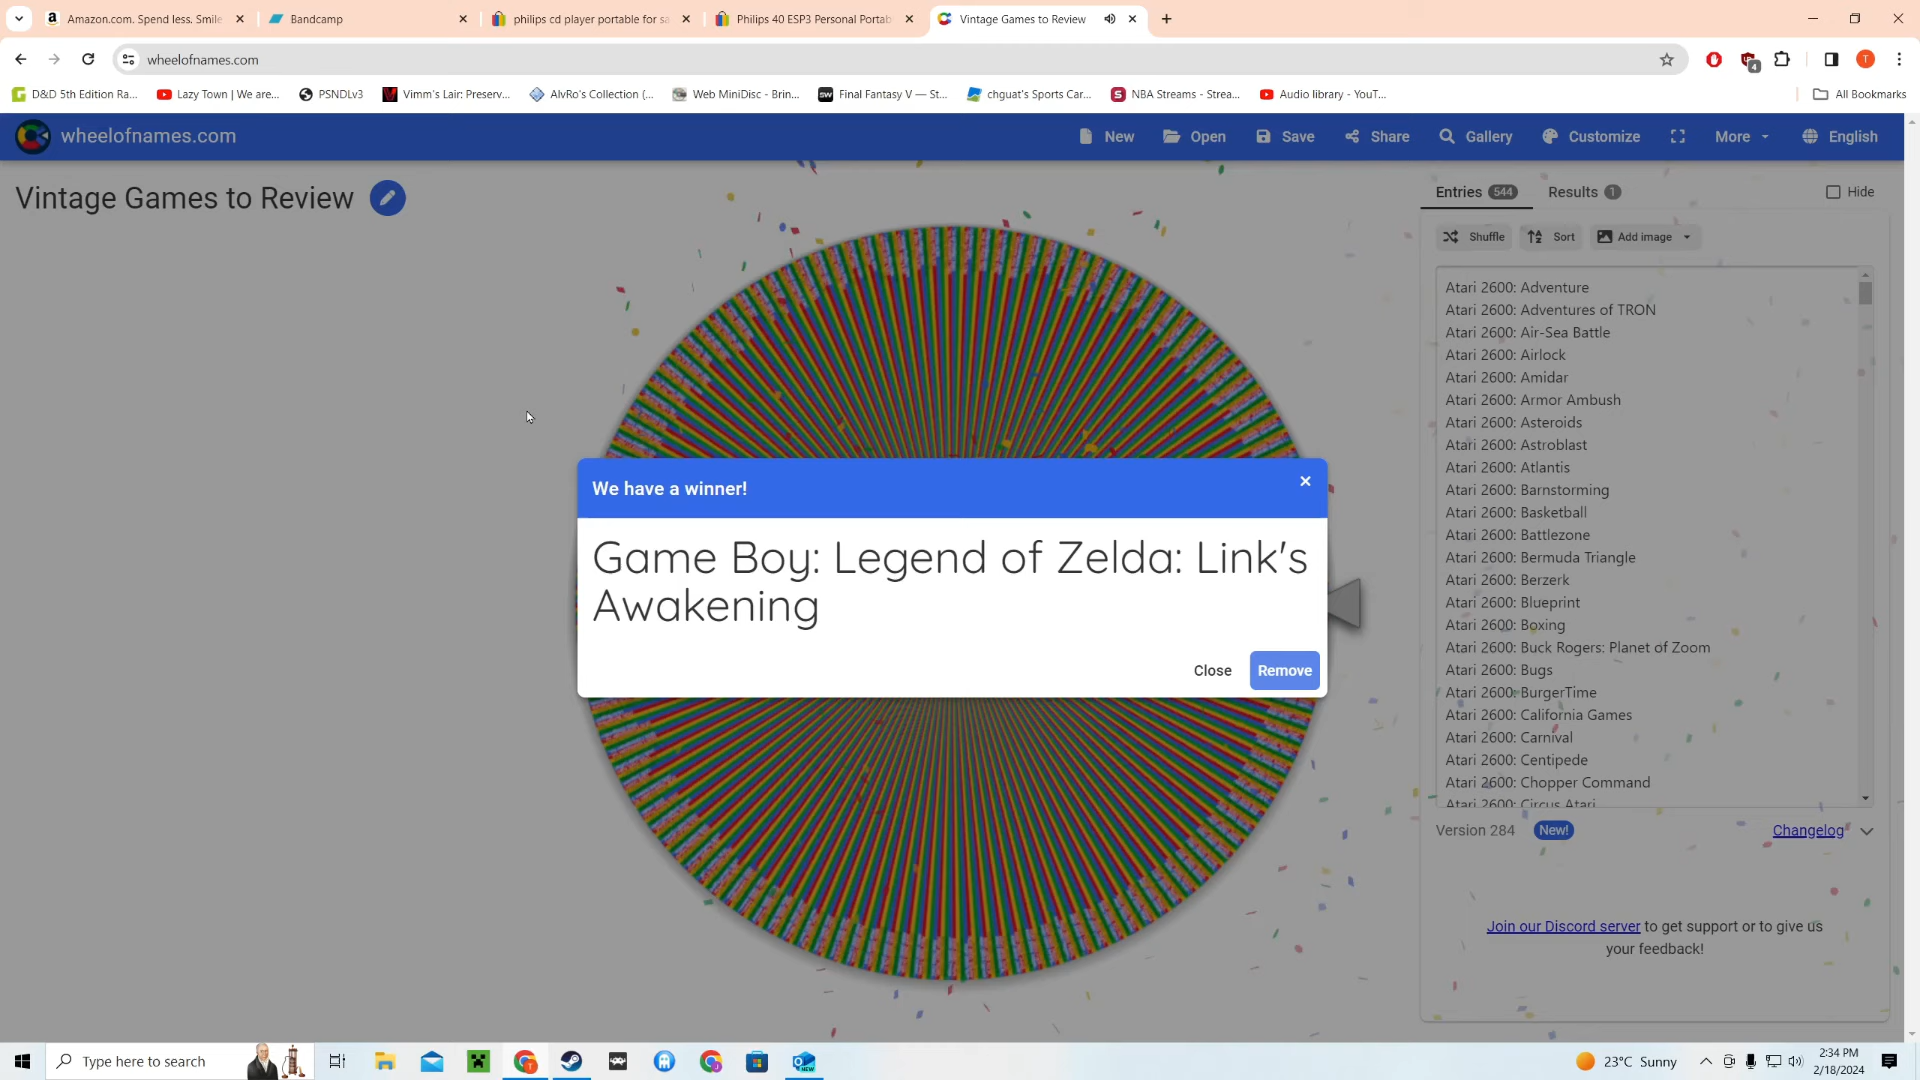 Amazon.com. Spend less. Smile
Bandcamp
philips cd player portable for sa
Philips 40 ESP3 Personal Portab
Vintage Games to Review
wheelofnames.com
T
4
D&D 5th Edition Ra...
Lazy Town | We are...
PSNDLv3
Vimm's Lair: Preserv...
AlvRo's Collection (...
Web MiniDisc - Brin...
Final Fantasy V — St...
chguat's Sports Car...
NBA Streams - Strea...
Audio library - YouT...
All Bookmarks
wheelofnames.com
New
Open
Save
Share
Gallery
Customize
More
English
Vintage Games to Review
Entries 544
Results 1
Hide
Shuffle
Sort
Add image
Atari 2600: Adventure
Atari 2600: Adventures of TRON
Atari 2600: Air-Sea Battle
Atari 2600: Airlock
Atari 2600: Amidar
Atari 2600: Armor Ambush
Atari 2600: Asteroids
Atari 2600: Astroblast
Atari 2600: Atlantis
Atari 2600: Barnstorming
Atari 2600: Basketball
Atari 2600: Battlezone
Atari 2600: Bermuda Triangle
Atari 2600: Berzerk
Atari 2600: Blueprint
Atari 2600: Boxing
Atari 2600: Buck Rogers: Planet of Zoom
Atari 2600: Bugs
Atari 2600: BurgerTime
Atari 2600: California Games
Atari 2600: Carnival
Atari 2600: Centipede
Atari 2600: Chopper Command
Atari 2600: Circus Atari
We have a winner!
Game Boy: Legend of Zelda: Link's
Awakening
Close
Remove
Version 284
New!
Changelog
Join our Discord server to get support or to give us
your feedback!
Type here to search
23°C Sunny
2:34 PM
2/18/2024